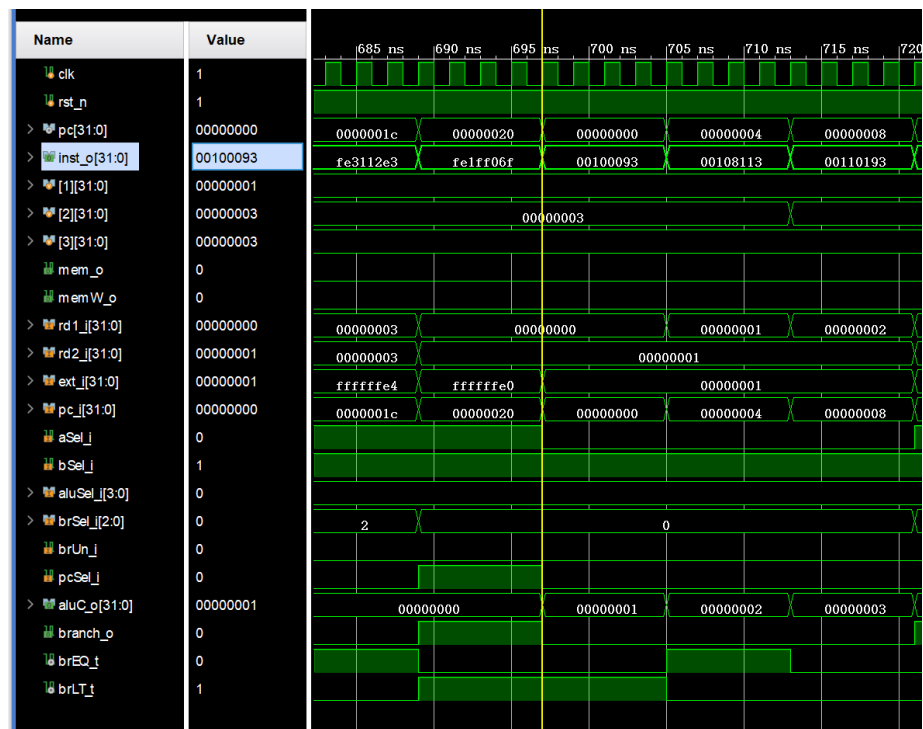 Name Value 685 ns 690 ns 695 ns 700 ns 705 ns 710 ns 715 ns 720
clk 1
rst_n 1
pc[31:0] 00000000 0000001c 00000020 00000000 00000004 00000008
inst_o[31:0] 00100093 fe3112e3 fe1ff06f 00100093 00108113 00110193
[1][31:0] 00000001
[2][31:0] 00000003 00000003
[3][31:0] 00000003
mem_o 0
memW_o 0
rd1_i[31:0] 00000000 00000003 00000000 00000001 00000002
rd2_i[31:0] 00000001 00000003 00000001
ext_i[31:0] 00000001 ffffffe4 ffffffe0 00000001
pc_i[31:0] 00000000 0000001c 00000020 00000000 00000004 00000008
aSel_i 0
bSel_i 1
aluSel_i[3:0] 0
brSel_i[2:0] 0 2 0
brUn_i 0
pcSel_i 0
aluC_o[31:0] 00000001 00000000 00000001 00000002 00000003
branch_o 0
brEQ_t 0
brLT_t 1